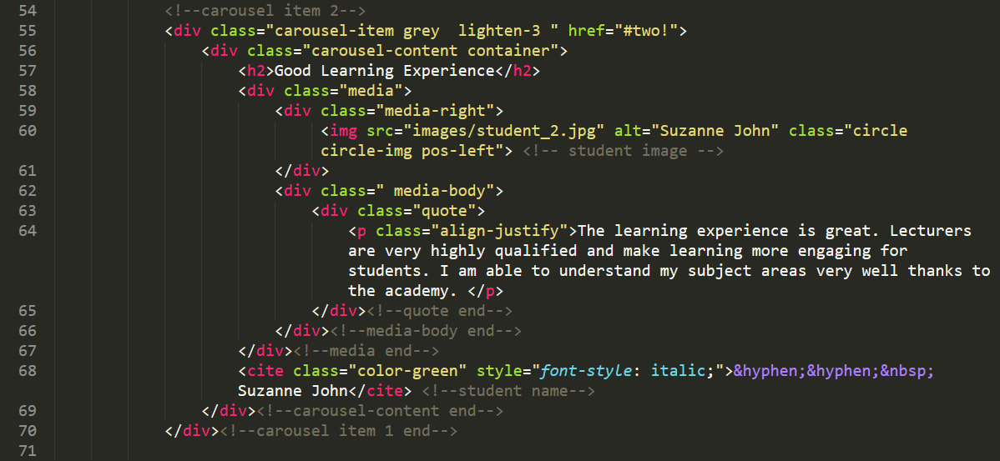 54 <!--carousel item 2-->
55 <div class="carousel-item grey  lighten-3 " href="#two!">
56 <div class="carousel-content container">
57 <h2>Good Learning Experience</h2>
58 <div class="media">
59 <div class="media-right">
60 <img src="images/student_2.jpg" alt="Suzanne John" class="circle
circle-img pos-left"> <!-- student image -->
61 </div>
62 <div class=" media-body">
63 <div class="quote">
64 <p class="align-justify">The learning experience is great. Lecturers
are very highly qualified and make learning more engaging for
students. I am able to understand my subject areas very well thanks to
the academy. </p>
65 </div><!--quote end-->
66 </div><!--media-body end-->
67 </div><!--media end-->
68 <cite class="color-green" style="font-style: italic;">&hyphen;&hyphen;&nbsp;
Suzanne John</cite> <!--student name-->
69 </div><!--carousel-content end-->
70 </div><!--carousel item 1 end-->
71